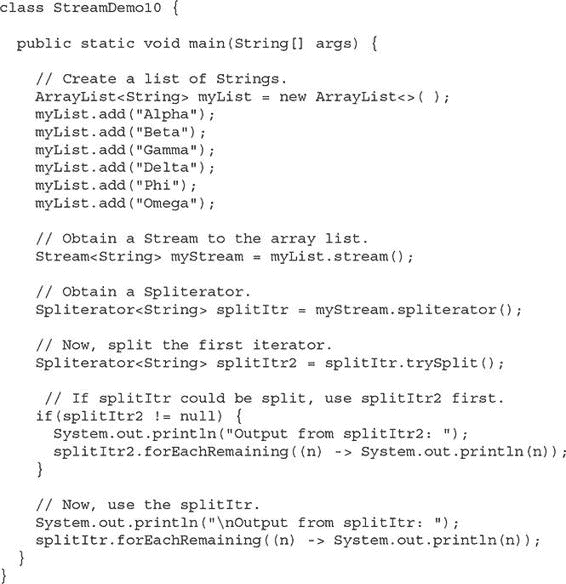 class StreamDemo10 {
  public static void main(String[] args) {
    // Create a list of Strings.
    ArrayList<String> myList = new ArrayList<>( );
    myList.add("Alpha");
    myList.add("Beta");
    myList.add("Gamma");
    myList.add("Delta");
    myList.add("Phi");
    myList.add("Omega");
    // Obtain a Stream to the array list.
    Stream<String> myStream = myList.stream();
    // Obtain a Spliterator.
    Spliterator<String> splitItr = myStream.spliterator();
    // Now, split the first iterator.
    Spliterator<String> splitItr2 = splitItr.trySplit();
     // If splitItr could be split, use splitItr2 first.
    if(splitItr2 != null) {
      System.out.println("Output from splitItr2: ");
      splitItr2.forEachRemaining((n) -> System.out.println(n));
    }
    // Now, use the splitItr.
    System.out.println("\nOutput from splitItr: ");
    splitItr.forEachRemaining((n) -> System.out.println(n));
  }
}